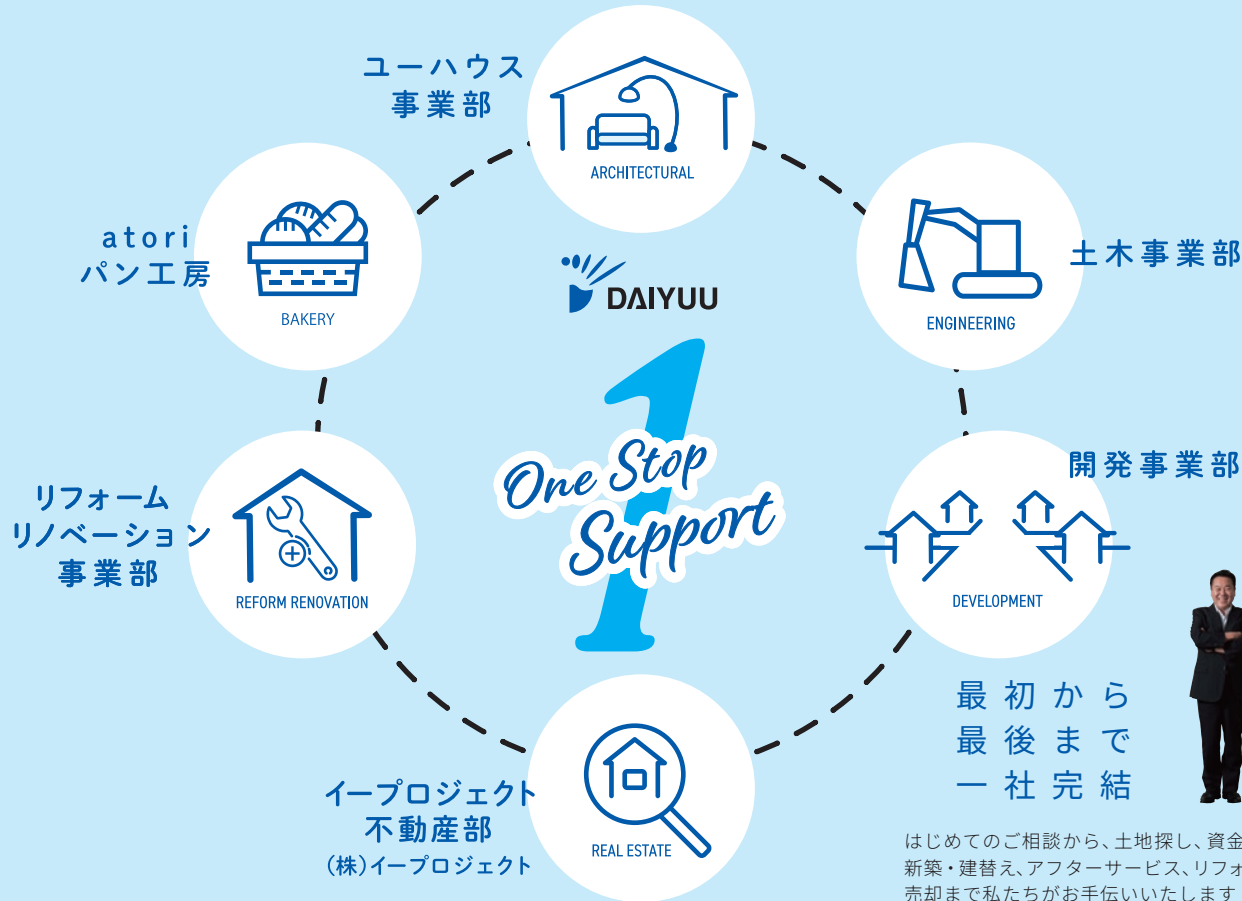 ユーハウス
事業部
ARCHITECTURAL
atori
パン工房
BAKERY
土木事業部
ENGINEERING
DAIYUU
1
One Stop
Support
リフォーム
リノベーション
事業部
REFORM RENOVATION
開発事業部
DEVELOPMENT
イープロジェクト
不動産部
(株)イープロジェクト
REAL ESTATE
最初から
最後まで
一社完結
はじめてのご相談から、土地探し、資金
新築・建替え、アフターサービス、リフォ
売却まで私たちがお手伝いいたします